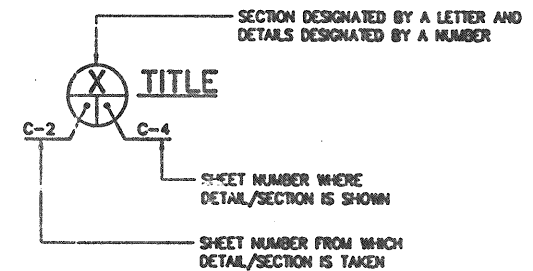 SECTION DESIGNATED BY A LETTER AND
DETAILS DESIGNATED BY A NUMBER
X TITLE
C-2 C-4
SHEET NUMBER WHERE
DETAIL/SECTION IS SHOWN
SHEET NUMBER FROM WHICH
DETAIL/SECTION IS TAKEN